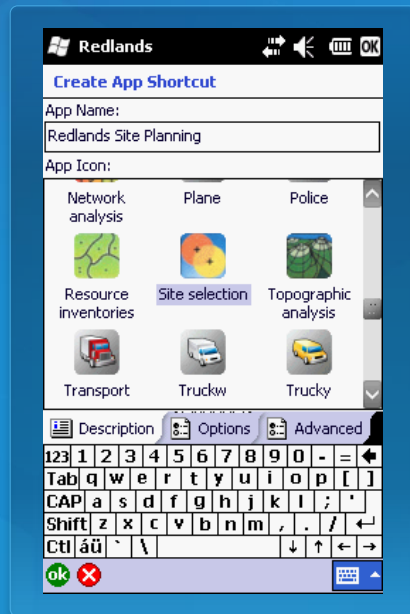 Redlands OK
Create App Shortcut
App Name:
Redlands Site Planning
App Icon:
Network analysis
Plane
Police
Resource inventories
Site selection
Topographic analysis
Transport
Truckw
Trucky
Description Options Advanced
123 1 2 3 4 5 6 7 8 9 0 - =
Tab q w e r t y u i o p [ ]
CAP a s d f g h j k l ; '
Shift z x c v b n m , . /
Ctl áü ` \
ok